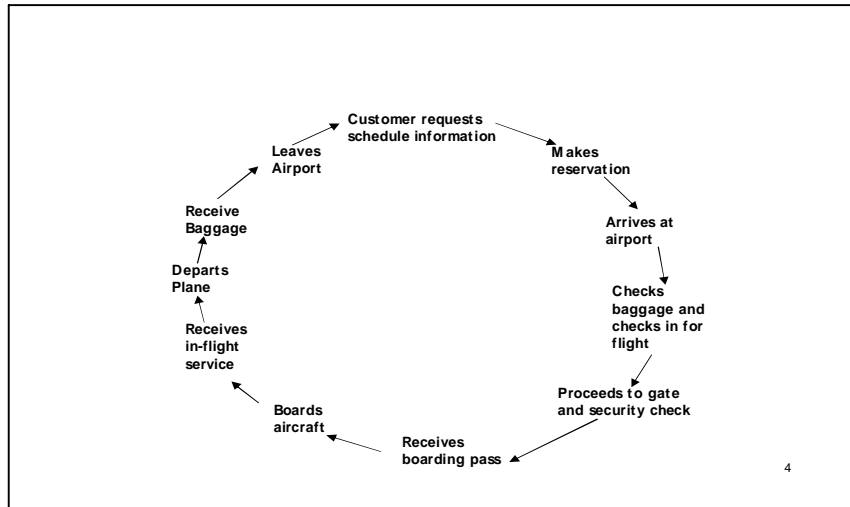 Customer requests
schedule information
Makes
reservation
Arrives at
airport
Checks
baggage and
checks in for
flight
Proceeds to gate
and security check
Receives
boarding pass
Boards
aircraft
Receives
in-flight
service
Departs
Plane
Receive
Baggage
Leaves
Airport
4